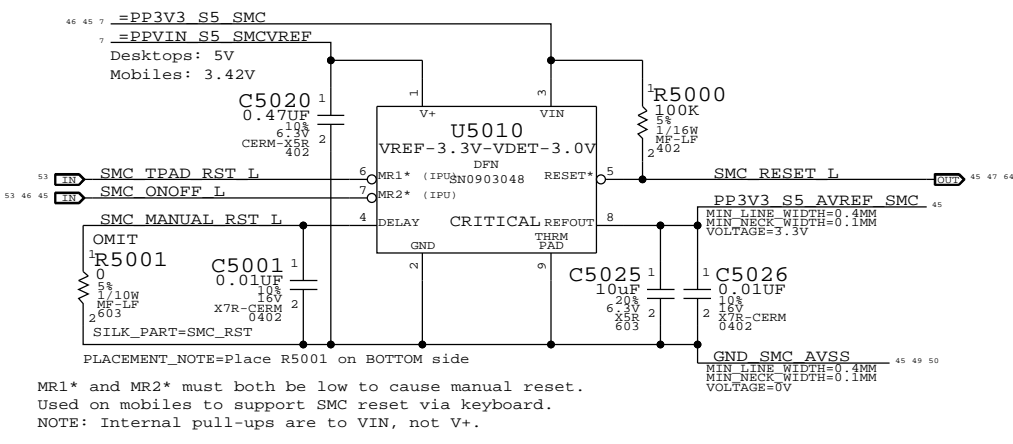 46 45 7 =PP3V3_S5_SMC
7 =PPVIN_S5_SMCVREF
Desktops: 5V
Mobiles: 3.42V
C5020 1
0.47UF
10%
6.3V
CERM-X5R
402
2
1
V+
3
VIN
U5010
VREF-3.3V-VDET-3.0V
DFN
SN0903048
CRITICAL
1
R5000
100K
5%
1/16W
MF-LF
402
2
53 IN SMC_TPAD_RST_L 6 MR1* (IPU)
53 46 45 IN SMC_ONOFF_L 7 MR2* (IPU)
RESET* 5 SMC_RESET_L OUT 45 47 64
SMC_MANUAL_RST_L 4 DELAY
REFOUT 8
PP3V3_S5_AVREF_SMC 45
MIN_LINE_WIDTH=0.4MM
MIN_NECK_WIDTH=0.1MM
VOLTAGE=3.3V
GND
2
THRM
PAD
9
OMIT
1
R5001
0
5%
1/10W
MF-LF
603
2
SILK_PART=SMC_RST
C5001 1
0.01UF
10%
16V
X7R-CERM
0402
2
C5025 1
10uF
20%
6.3V
X5R
603
2
1 C5026
0.01UF
10%
16V
X7R-CERM
0402
2
PLACEMENT_NOTE=Place R5001 on BOTTOM side
GND_SMC_AVSS 45 49 50
MIN_LINE_WIDTH=0.4MM
MIN_NECK_WIDTH=0.1MM
VOLTAGE=0V
MR1* and MR2* must both be low to cause manual reset.
Used on mobiles to support SMC reset via keyboard.
NOTE: Internal pull-ups are to VIN, not V+.